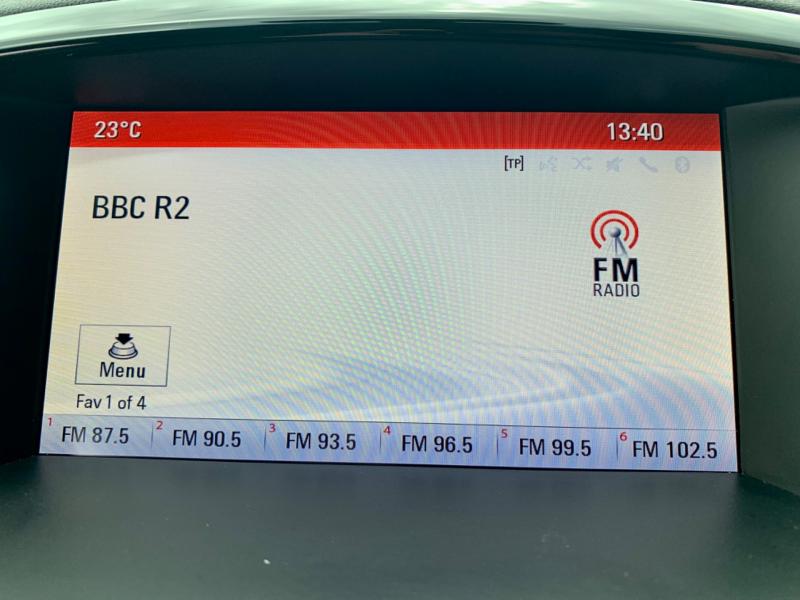 23°C 13:40
[TP]
BBC R2
FM
RADIO
Menu
Fav 1 of 4
1 FM 87.5 2 FM 90.5 3 FM 93.5 4 FM 96.5 5 FM 99.5 6 FM 102.5